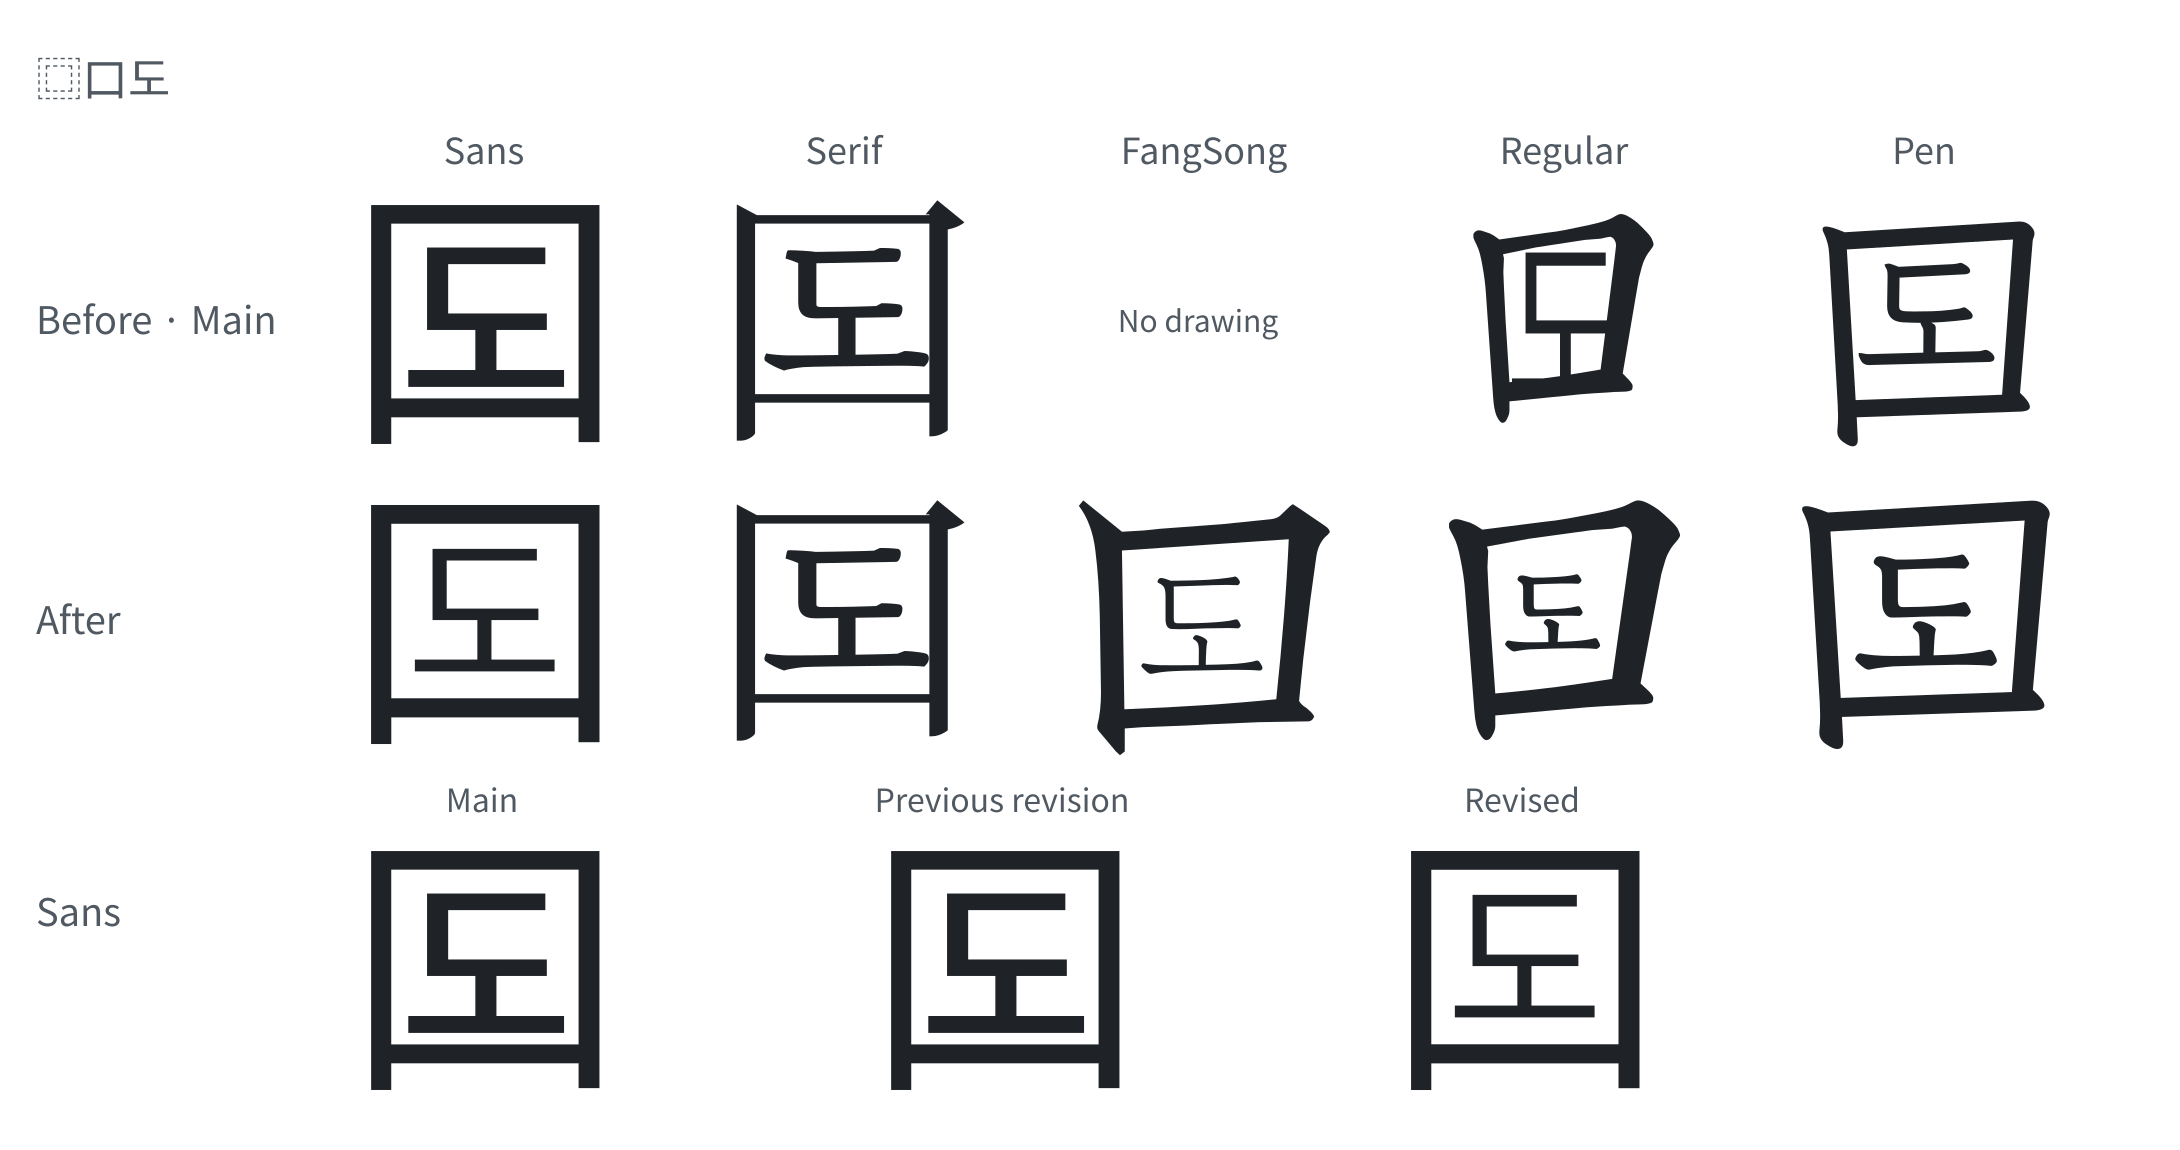 ⿴口도
Sans Serif FangSong Regular Pen
Before · Main No drawing
After
Main Previous revision Revised
Sans